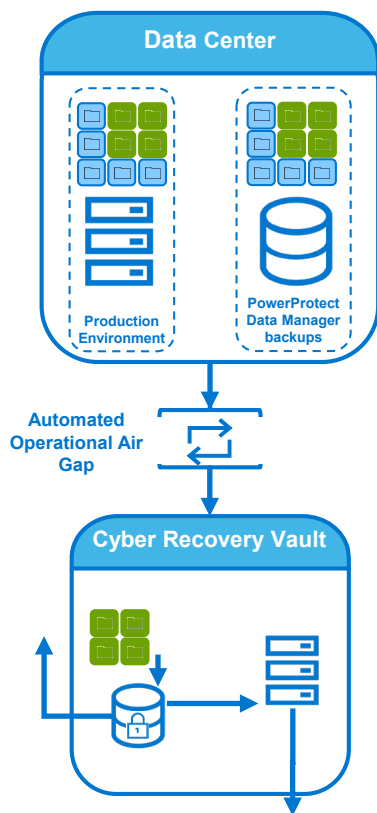 Data Center
Production
Environment
PowerProtect
Data Manager
backups
Automated
Operational Air
Gap
Cyber Recovery Vault